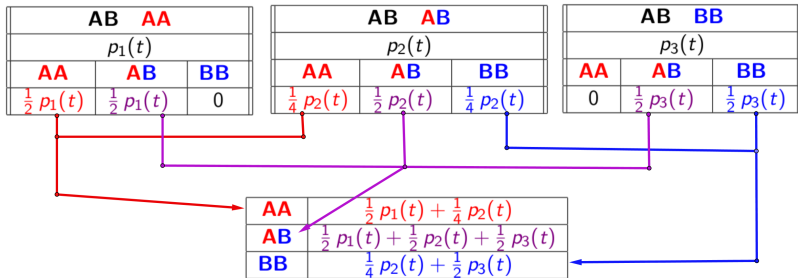 AB AA
p₁(t)
AA AB BB
½ p₁(t) ½ p₁(t) 0
AB AB
p₂(t)
AA AB BB
¼ p₂(t) ½ p₂(t) ¼ p₂(t)
AB BB
p₃(t)
AA AB BB
0 ½ p₃(t) ½ p₃(t)
AA ½ p₁(t) + ¼ p₂(t)
AB ½ p₁(t) + ½ p₂(t) + ½ p₃(t)
BB ¼ p₂(t) + ½ p₃(t)